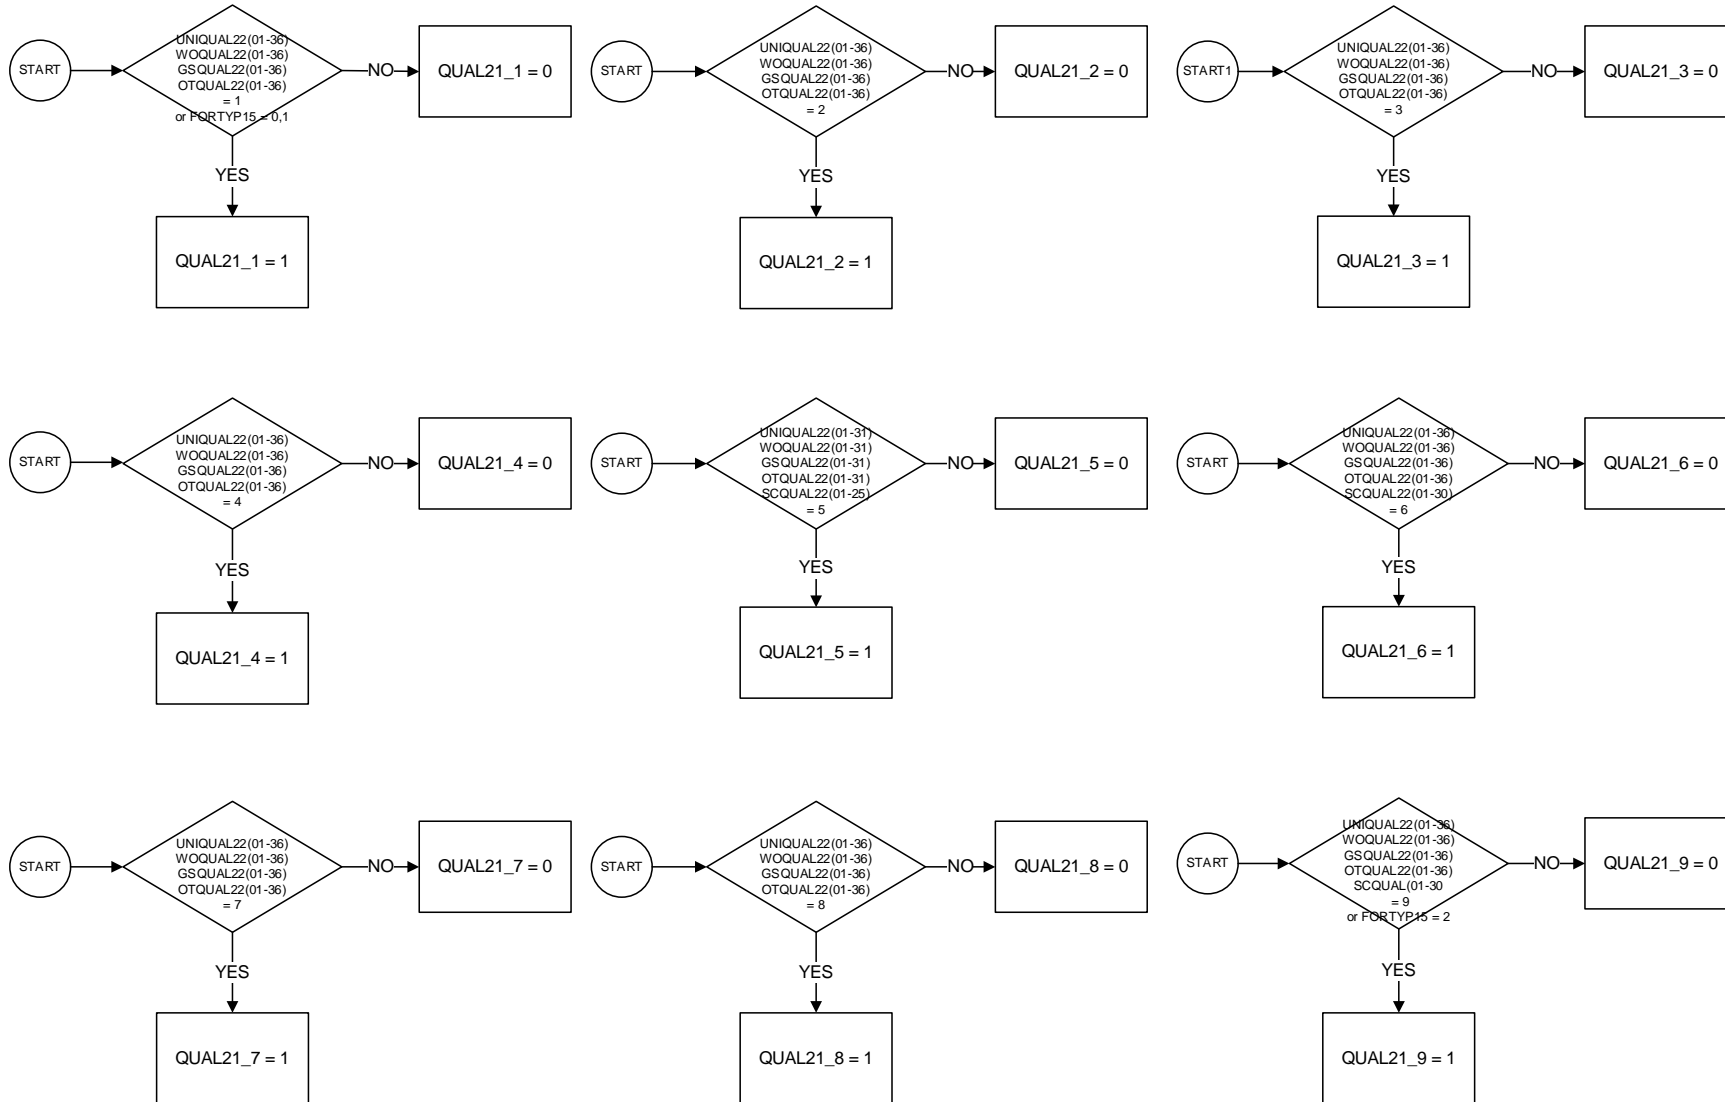 START
UNIQUAL22(01-36)
WOQUAL22(01-36)
GSQUAL22(01-36)
OTQUAL22(01-36)
= 1
or FORTYP15 = 0,1
NO
QUAL21_1 = 0
YES
QUAL21_1 = 1
START
UNIQUAL22(01-36)
WOQUAL22(01-36)
GSQUAL22(01-36)
OTQUAL22(01-36)
= 2
NO
QUAL21_2 = 0
YES
QUAL21_2 = 1
START1
UNIQUAL22(01-36)
WOQUAL22(01-36)
GSQUAL22(01-36)
OTQUAL22(01-36)
= 3
NO
QUAL21_3 = 0
YES
QUAL21_3 = 1
START
UNIQUAL22(01-36)
WOQUAL22(01-36)
GSQUAL22(01-36)
OTQUAL22(01-36)
= 4
NO
QUAL21_4 = 0
YES
QUAL21_4 = 1
START
UNIQUAL22(01-31)
WOQUAL22(01-31)
GSQUAL22(01-31)
OTQUAL22(01-31)
SCQUAL22(01-25)
= 5
NO
QUAL21_5 = 0
YES
QUAL21_5 = 1
START
UNIQUAL22(01-36)
WOQUAL22(01-36)
GSQUAL22(01-36)
OTQUAL22(01-36)
SCQUAL22(01-30)
= 6
NO
QUAL21_6 = 0
YES
QUAL21_6 = 1
START
UNIQUAL22(01-36)
WOQUAL22(01-36)
GSQUAL22(01-36)
OTQUAL22(01-36)
= 7
NO
QUAL21_7 = 0
YES
QUAL21_7 = 1
START
UNIQUAL22(01-36)
WOQUAL22(01-36)
GSQUAL22(01-36)
OTQUAL22(01-36)
= 8
NO
QUAL21_8 = 0
YES
QUAL21_8 = 1
START
UNIQUAL22(01-36)
WOQUAL22(01-36)
GSQUAL22(01-36)
OTQUAL22(01-36)
SCQUAL(01-30
= 9
or FORTYP15 = 2
NO
QUAL21_9 = 0
YES
QUAL21_9 = 1